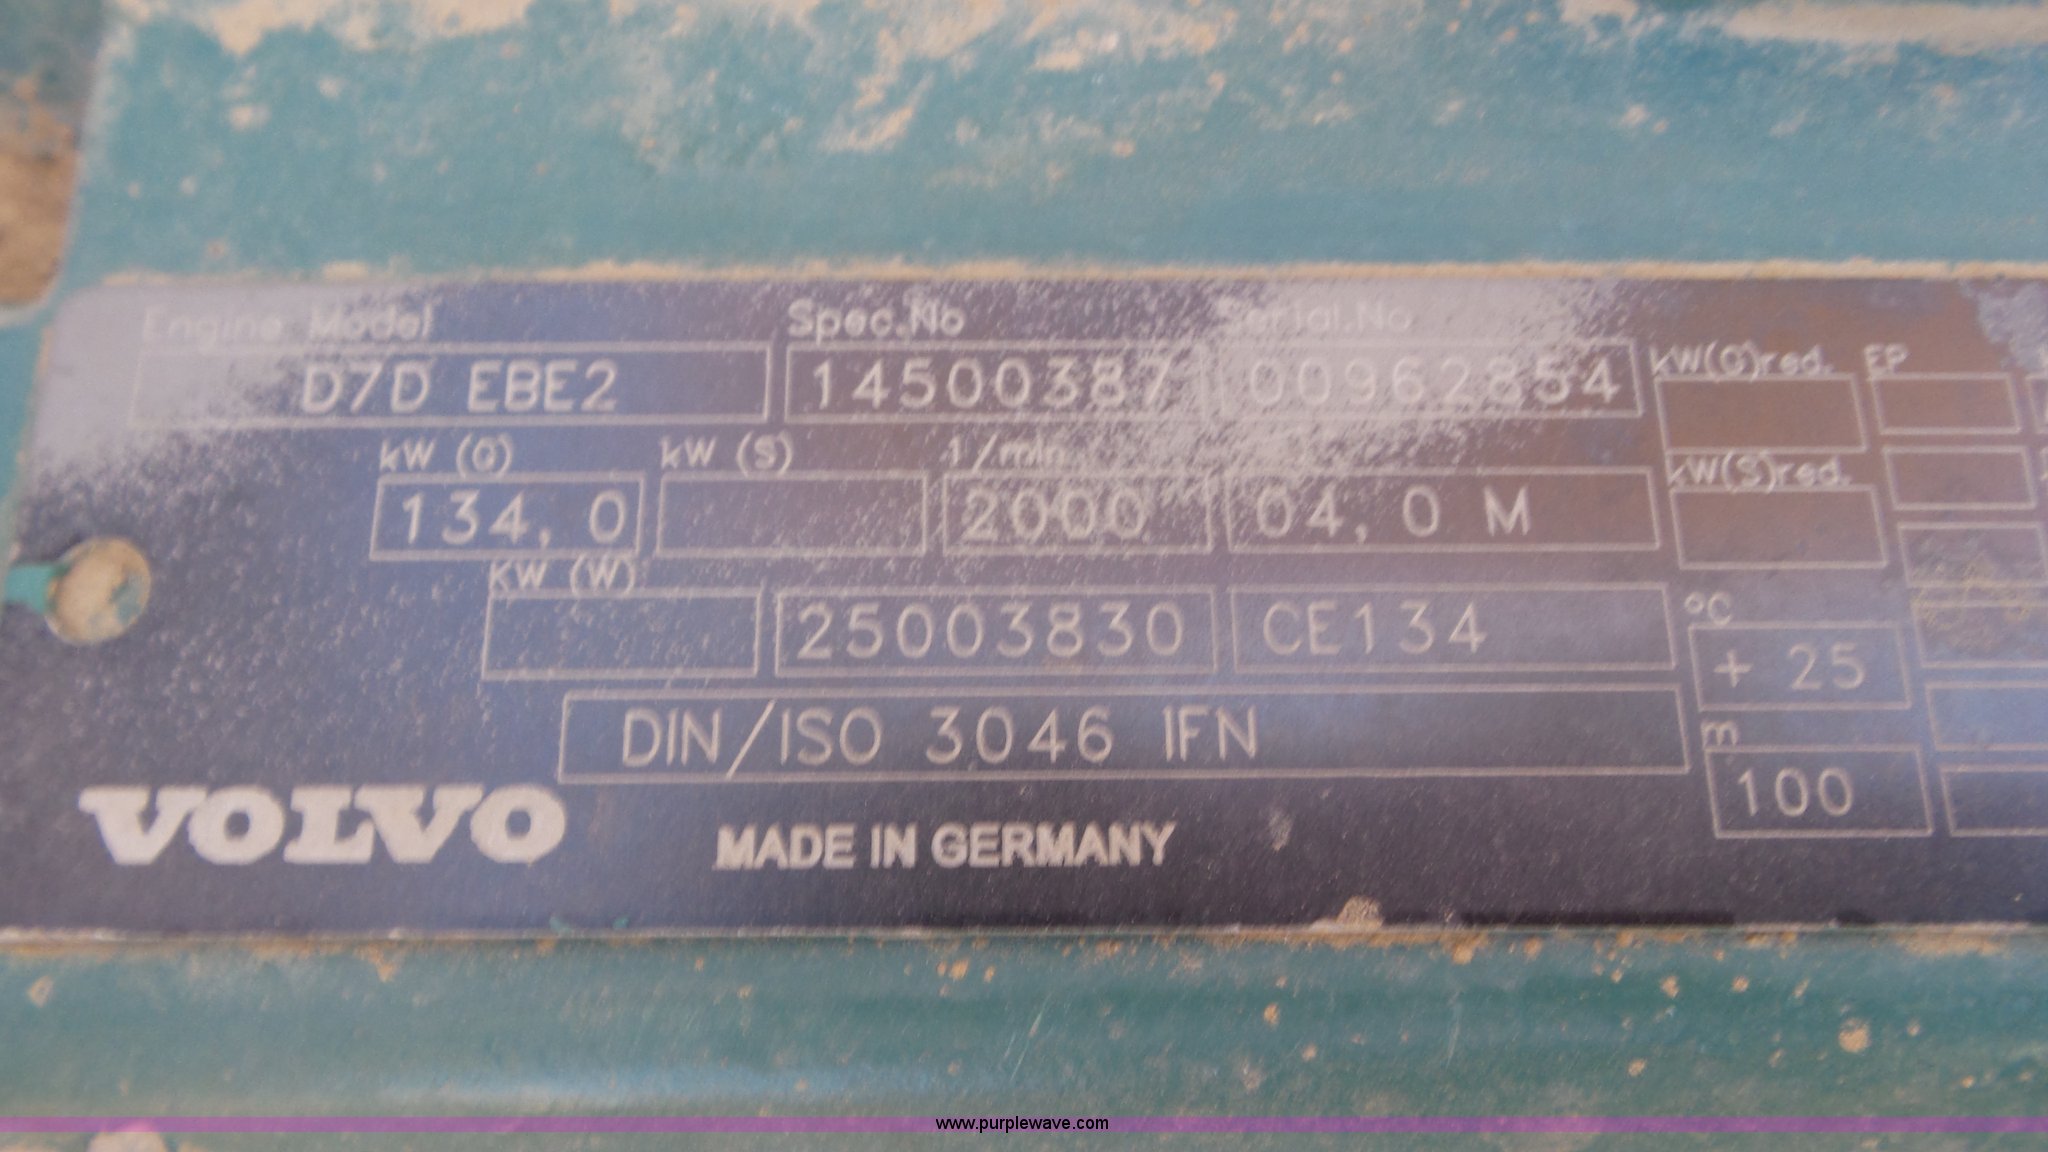 Engine Model Spec.No Serial.No
D7D EBE2 14500387 00962854 kW(G)red. EP
kW (G) kW (S) 1/min
134,0 2000 04,0 M kW(S)red.
kW (W)
25003830 CE134 °C
+ 25
DIN/ISO 3046 IFN m
100
VOLVO MADE IN GERMANY
www.purplewave.com